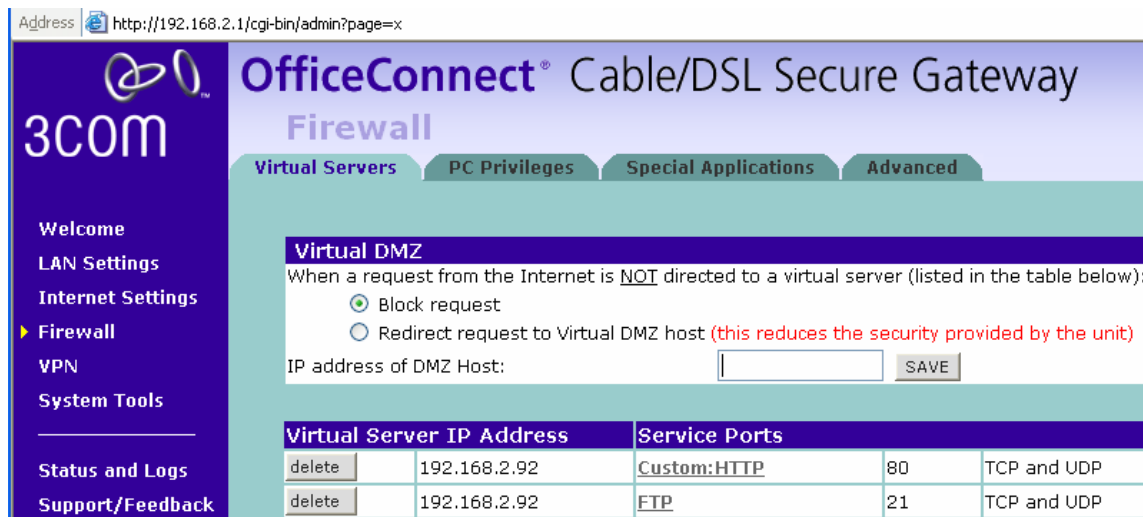 Address http://192.168.2.1/cgi-bin/admin?page=x
3COM
OfficeConnect® Cable/DSL Secure Gateway
Firewall
Virtual Servers PC Privileges Special Applications Advanced
Welcome
LAN Settings
Internet Settings
Firewall
VPN
System Tools
Status and Logs
Support/Feedback
Virtual DMZ
When a request from the Internet is NOT directed to a virtual server (listed in the table below):
Block request
Redirect request to Virtual DMZ host (this reduces the security provided by the unit)
IP address of DMZ Host: SAVE
Virtual Server IP Address Service Ports
delete 192.168.2.92 Custom:HTTP 80 TCP and UDP
delete 192.168.2.92 FTP 21 TCP and UDP